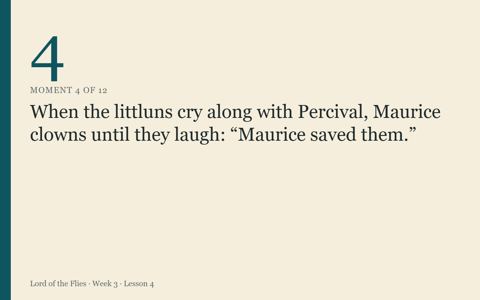 4
MOMENT 4 OF 12
When the littluns cry along with Percival, Maurice
clowns until they laugh: “Maurice saved them.”
Lord of the Flies · Week 3 · Lesson 4